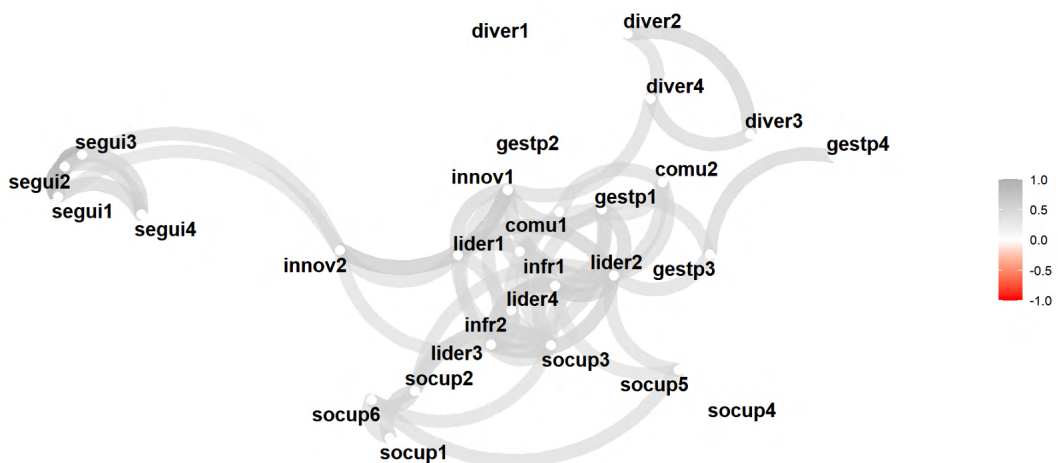 diver1
diver2
diver4
diver3
segui3
gestp2
gestp4
segui2
innov1
comu2
segui1
gestp1
segui4
comu1
innov2
lider1
infr1
lider2
gestp3
lider4
infr2
lider3
socup3
socup2
socup5
socup6
socup4
socup1
1.0
0.5
0.0
-0.5
-1.0